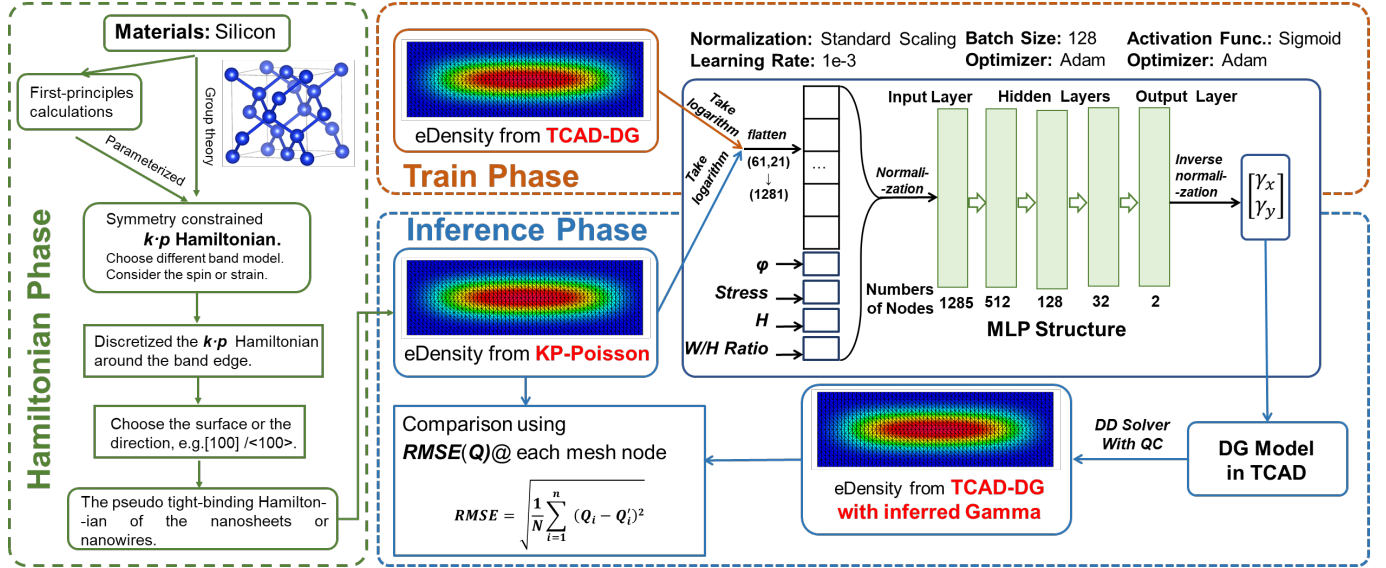 Hamiltonian Phase
Materials: Silicon
First-principles
calculations
Group theory
Parameterized
Symmetry constrained
k·p Hamiltonian.
Choose different band model.
Consider the spin or strain.
Discretized the k·p Hamiltonian
around the band edge.
Choose the surface or the
direction, e.g.[100] /<100>.
The pseudo tight-binding Hamilton-
-ian of the nanosheets or
nanowires.
eDensity from TCAD-DG
Train Phase
Normalization: Standard Scaling
Learning Rate: 1e-3
Batch Size: 128
Optimizer: Adam
Activation Func.: Sigmoid
Optimizer: Adam
Take
logarithm
Take
logarithm
flatten
(61,21)
↓
(1281)
...
φ
Stress
H
W/H Ratio
Normali-
-zation
Input Layer
Hidden Layers
Output Layer
Inverse
normali-
-zation
Numbers
of Nodes
1285
512
128
32
2
MLP Structure
[γx
γy]
Inference Phase
eDensity from KP-Poisson
Comparison using
RMSE(Q)@ each mesh node
RMSE = √(1/N ∑ni=1 (Qi − Q′i)2)
eDensity from TCAD-DG
with inferred Gamma
DD Solver
With QC
DG Model
in TCAD